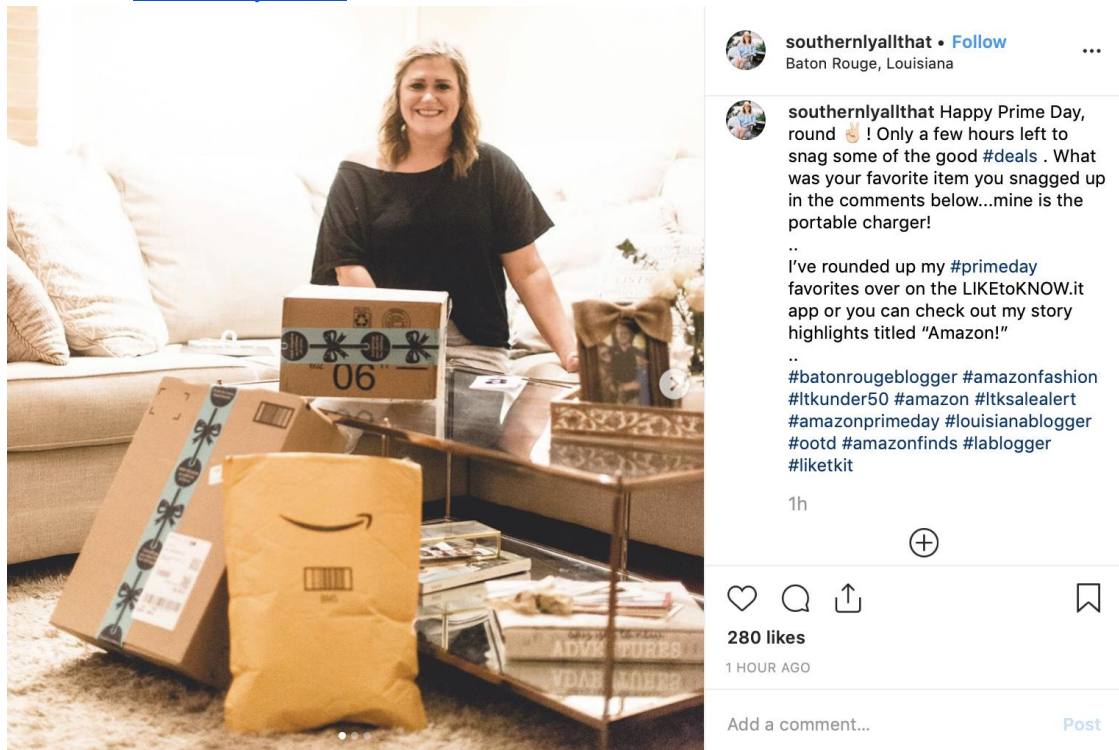 southernlyallthat • Follow
Baton Rouge, Louisiana
southernlyallthat Happy Prime Day,
round ✌🏻 ! Only a few hours left to
snag some of the good #deals . What
was your favorite item you snagged up
in the comments below...mine is the
portable charger!
..
I’ve rounded up my #primeday
favorites over on the LIKEtoKNOW.it
app or you can check out my story
highlights titled “Amazon!”
..
#batonrougeblogger #amazonfashion
#ltkunder50 #amazon #ltksalealert
#amazonprimeday #louisianablogger
#ootd #amazonfinds #lablogger
#liketkit
1h
280 likes
1 HOUR AGO
Add a comment... Post
06
ADVENTURES